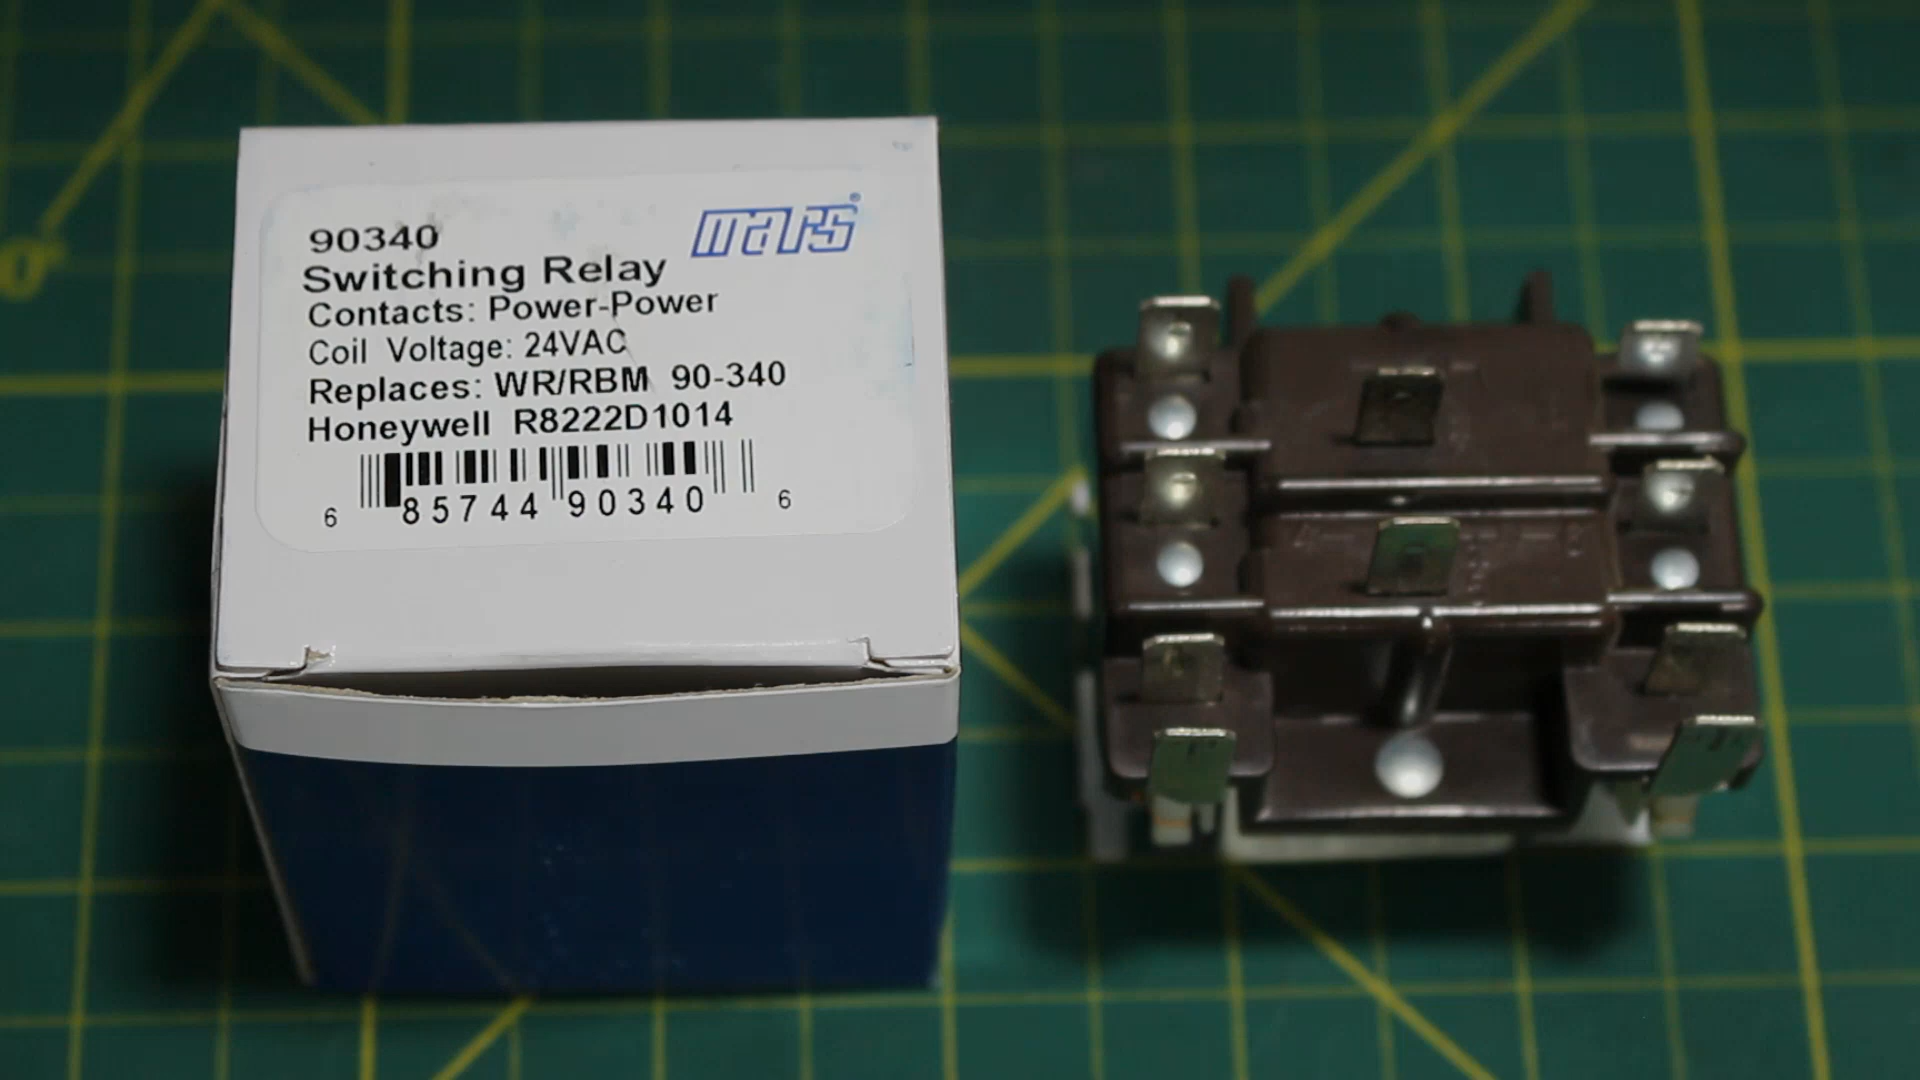 90340
mars®
Switching Relay
Contacts: Power-Power
Coil Voltage: 24VAC
Replaces: WR/RBM 90-340
Honeywell R8222D1014
6 85744 90340 6
0°